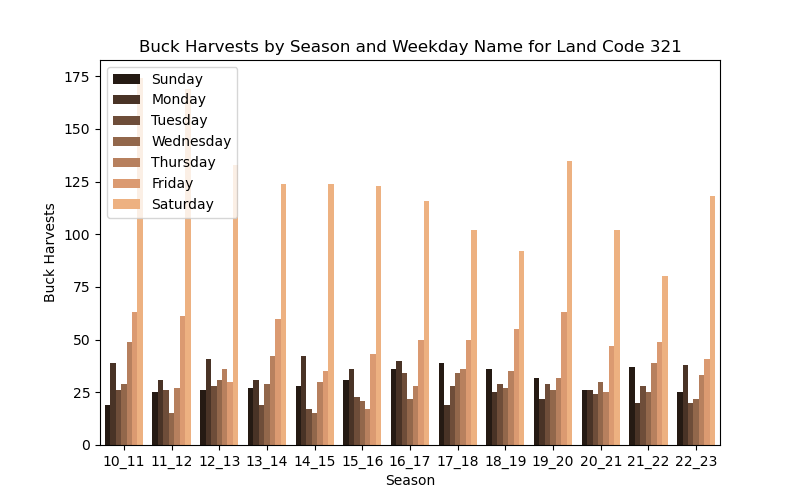 Buck Harvests by Season and Weekday Name for Land Code 321
Buck Harvests
175
150
125
100
75
50
25
0
Sunday
Monday
Tuesday
Wednesday
Thursday
Friday
Saturday
10_11 11_12 12_13 13_14 14_15 15_16 16_17 17_18 18_19 19_20 20_21 21_22 22_23
Season